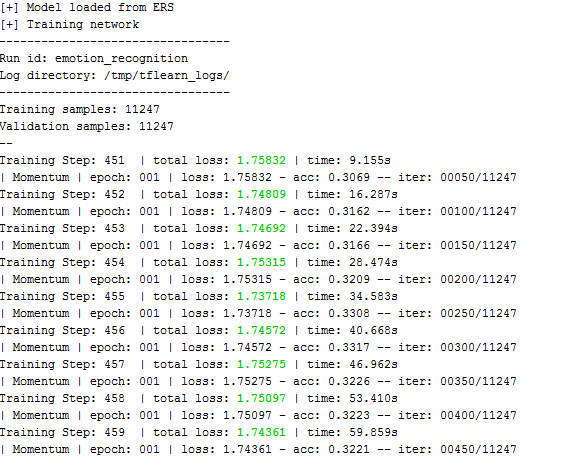 [+] Model loaded from ERS
[+] Training network
---------------------------------
Run id: emotion_recognition
Log directory: /tmp/tflearn_logs/
---------------------------------
Training samples: 11247
Validation samples: 11247
--
Training Step: 451  | total loss: 1.75832 | time: 9.155s
| Momentum | epoch: 001 | loss: 1.75832 - acc: 0.3069 -- iter: 00050/11247
Training Step: 452  | total loss: 1.74809 | time: 16.287s
| Momentum | epoch: 001 | loss: 1.74809 - acc: 0.3162 -- iter: 00100/11247
Training Step: 453  | total loss: 1.74692 | time: 22.394s
| Momentum | epoch: 001 | loss: 1.74692 - acc: 0.3166 -- iter: 00150/11247
Training Step: 454  | total loss: 1.75315 | time: 28.474s
| Momentum | epoch: 001 | loss: 1.75315 - acc: 0.3209 -- iter: 00200/11247
Training Step: 455  | total loss: 1.73718 | time: 34.583s
| Momentum | epoch: 001 | loss: 1.73718 - acc: 0.3308 -- iter: 00250/11247
Training Step: 456  | total loss: 1.74572 | time: 40.668s
| Momentum | epoch: 001 | loss: 1.74572 - acc: 0.3317 -- iter: 00300/11247
Training Step: 457  | total loss: 1.75275 | time: 46.962s
| Momentum | epoch: 001 | loss: 1.75275 - acc: 0.3226 -- iter: 00350/11247
Training Step: 458  | total loss: 1.75097 | time: 53.410s
| Momentum | epoch: 001 | loss: 1.75097 - acc: 0.3223 -- iter: 00400/11247
Training Step: 459  | total loss: 1.74361 | time: 59.859s
| Momentum | epoch: 001 | loss: 1.74361 - acc: 0.3221 -- iter: 00450/11247